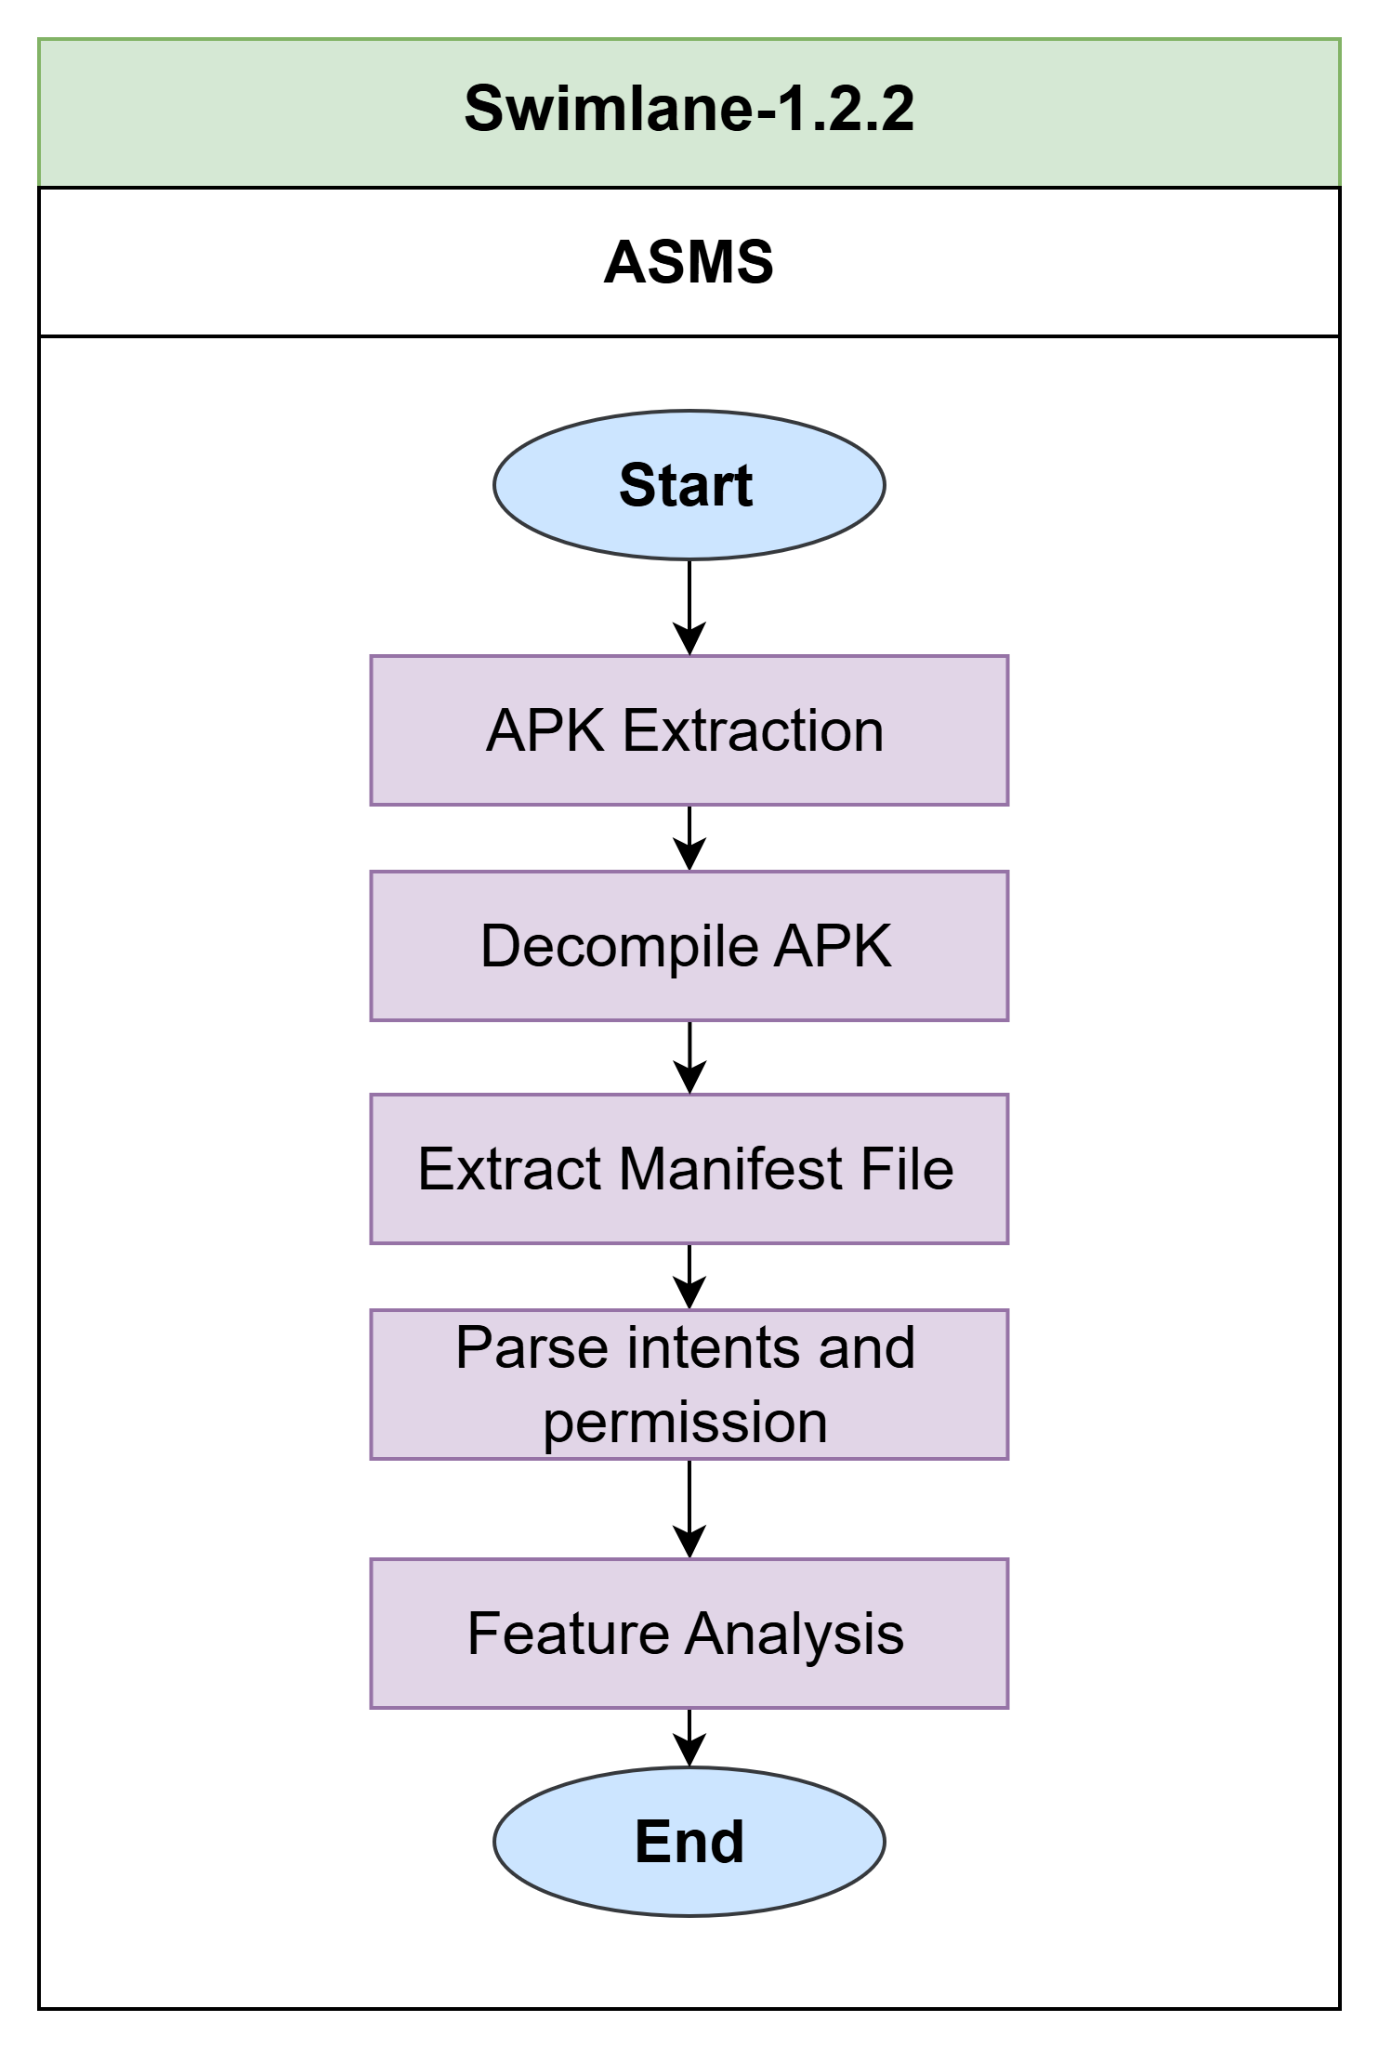 Swimlane-1.2.2
ASMS
Start
APK Extraction
Decompile APK
Extract Manifest File
Parse intents and
permission
Feature Analysis
End